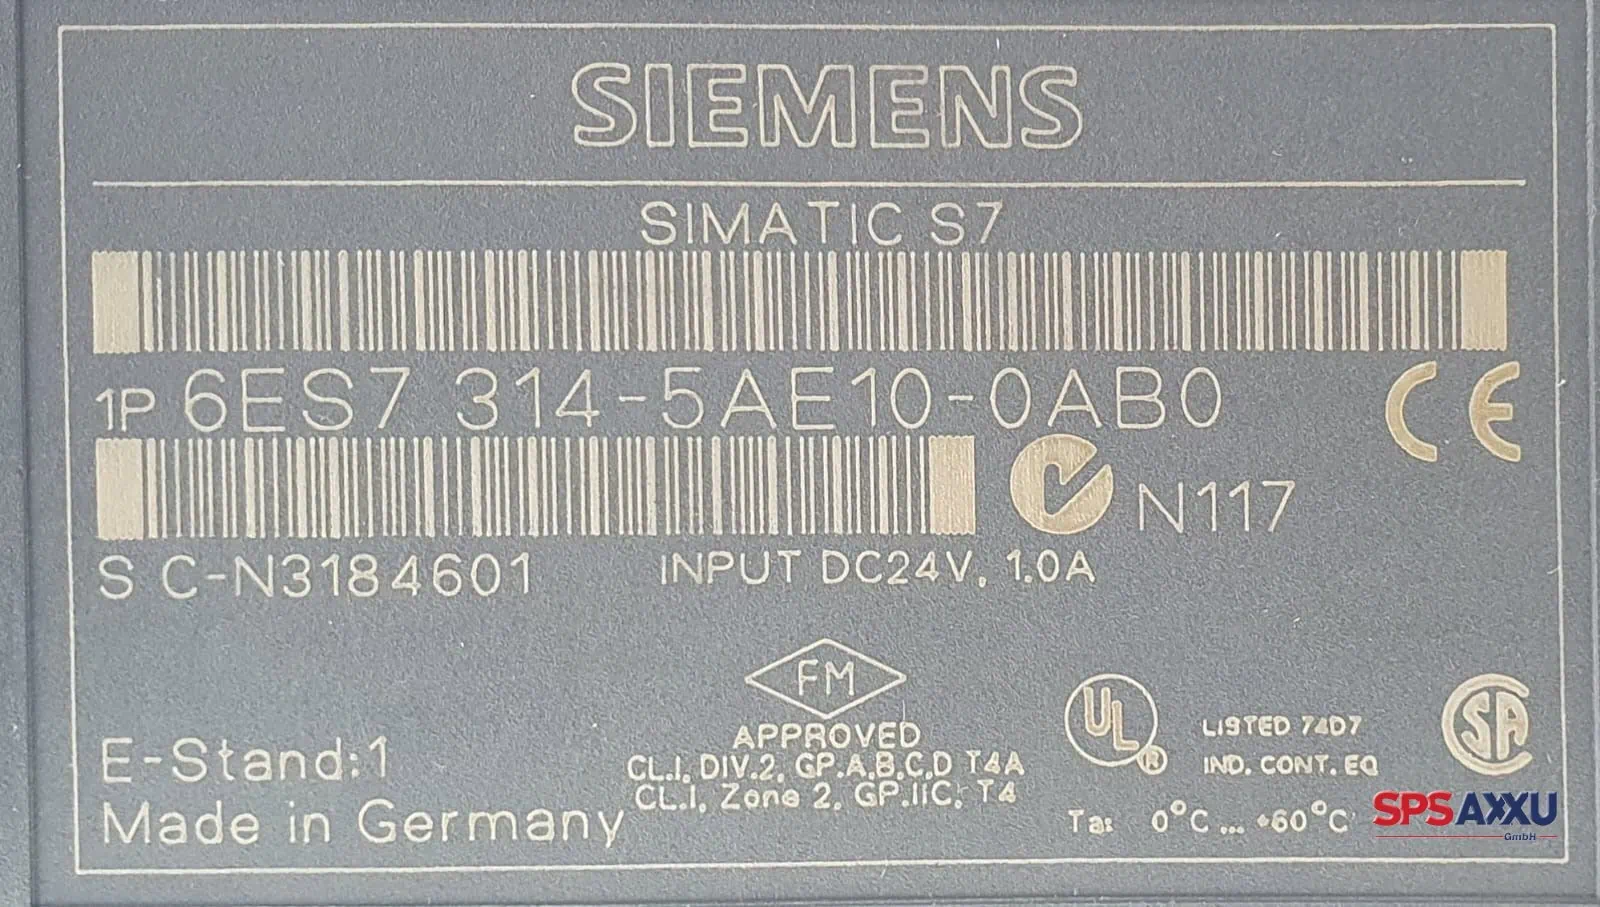 SIEMENS
SIMATIC S7
1P 6ES7 314-5AE10-0AB0
CE
N117
S C-N3184601
INPUT DC24V, 1.0A
FM
APPROVED
CL.I, DIV.2, GP.A,B,C,D T4A
CL.I, Zone 2, GP.IIC, T4
UL ®
LISTED 74D7
IND. CONT. EQ
SA
E-Stand:1
Made in Germany
Ta: 0°C ... +60°C
SPSAXXU
GmbH